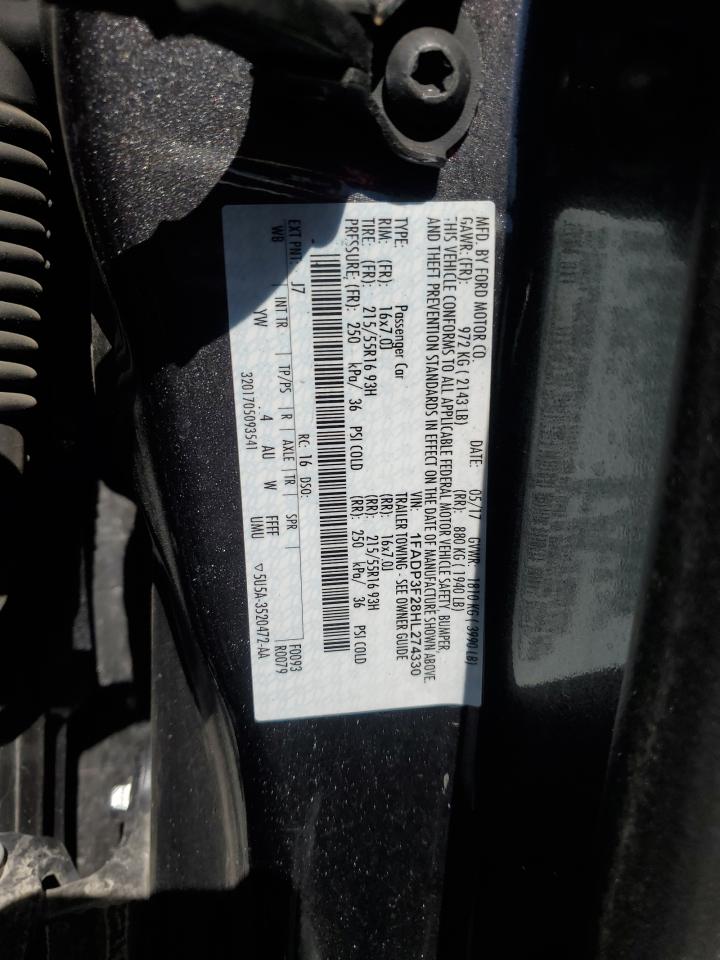 MFD. BY FORD MOTOR CO. DATE: 05/17 GVWR: 1810 KG ( 3990 LB)
GAWR: (FR): 972 KG ( 2143 LB) (RR): 880 KG ( 1940 LB)
HIS VEHICLE CONFORMS TO ALL APPLICABLE FEDERAL MOTOR VEHICLE SAFETY, BUMPER,
AND THEFT PREVENTION STANDARDS IN EFFECT ON THE DATE OF MANUFACTURE SHOWN ABOVE.
VIN: 1FADP3F28HL274330
TYPE: Passenger Car TRAILER TOWING - SEE OWNER GUIDE
RIM: (FR): 16x7.0J (RR): 16x7.0J
TIRE: (FR): 215/55R16 93H (RR): 215/55R16 93H
PRESSURE; (FR): 250 kPa/ 36 PSI COLD (RR): 250 kPa/ 36 PSI COLD
RC: 16 DSO: F0093
EXT PNT: J7 R0079
WB INT TR TP/PS R AXLE TR SPR
YW 4 AU W FFFF
3201705093541 UMU ▽5U5A-3520472-AA